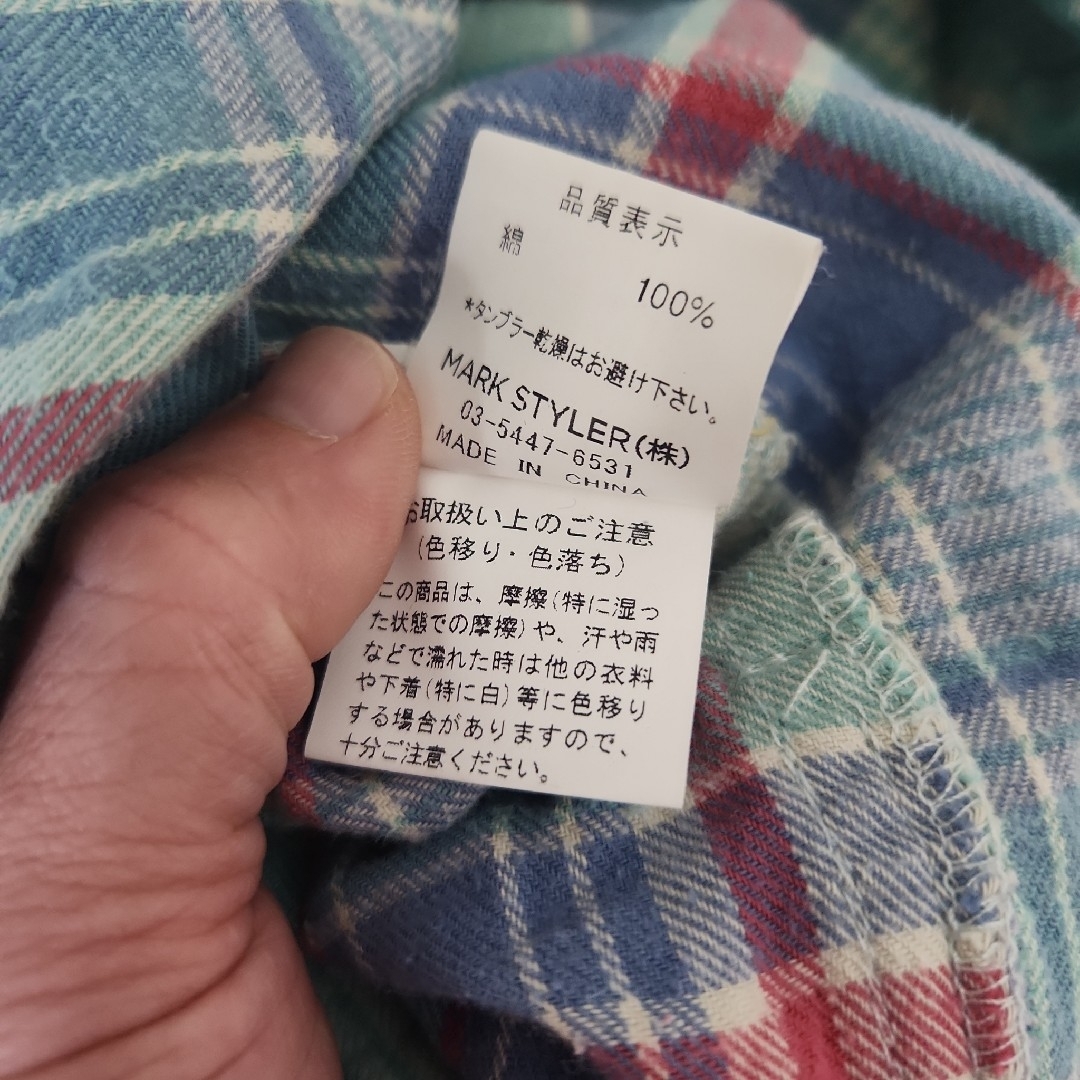 品質表示
綿
100%
*タンブラー乾燥はお避け下さい。
MARK STYLER(株)
03-5447-6531
MADE IN CHINA
お取扱い上のご注意
(色移り・色落ち)
この商品は、摩擦(特に湿っ
た状態での摩擦)や、汗や雨
などで濡れた時は他の衣料
や下着(特に白)等に色移り
する場合がありますので、
十分ご注意ください。